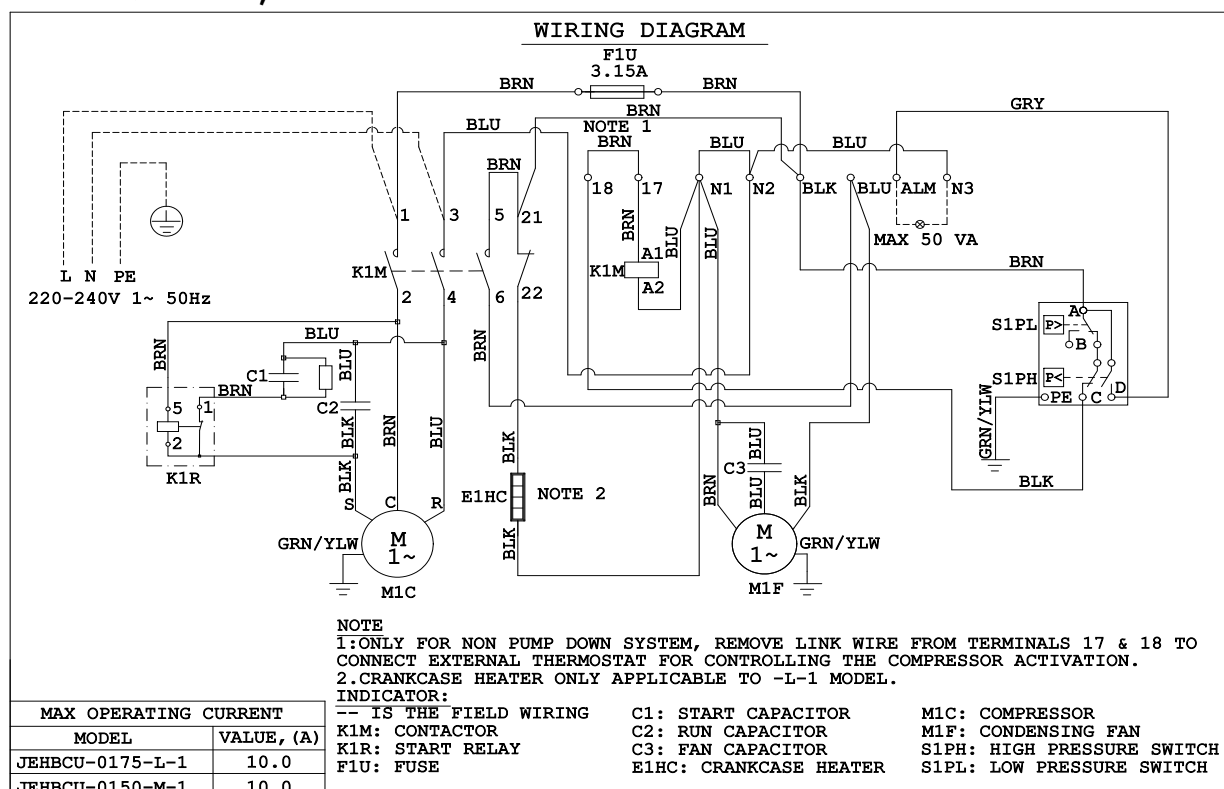 WIRING DIAGRAM
F1U
3.15A
BRN BRN
GRY
BRN
NOTE 1
BLU BRN BLU
BRN
18 17 N1 N2 BLK BLU ALM N3
1 3 5 21
BRN BLU BLU
MAX 50 VA
A1
K1M K1M
A2
BRN
L N PE
2 4 6 22
220-240V 1~ 50Hz
A
S1PL P>
B
BLU
BRN BLU BRN
C1
S1PH P<
D
BRN
C2
PE C
5 1
GRN/YLW
2
BLK BRN BLU BLK BLU
K1R
BLK
C3
E1HC NOTE 2
BRN BLU BLK
BLK
S C R
M
1~
GRN/YLW
BLK
M
1~
GRN/YLW
M1C
M1F
NOTE
1:ONLY FOR NON PUMP DOWN SYSTEM, REMOVE LINK WIRE FROM TERMINALS 17 & 18 TO
CONNECT EXTERNAL THERMOSTAT FOR CONTROLLING THE COMPRESSOR ACTIVATION.
2.CRANKCASE HEATER ONLY APPLICABLE TO -L-1 MODEL.
INDICATOR:
-- IS THE FIELD WIRING
K1M: CONTACTOR
K1R: START RELAY
F1U: FUSE
C1: START CAPACITOR
C2: RUN CAPACITOR
C3: FAN CAPACITOR
E1HC: CRANKCASE HEATER
M1C: COMPRESSOR
M1F: CONDENSING FAN
S1PH: HIGH PRESSURE SWITCH
S1PL: LOW PRESSURE SWITCH
MAX OPERATING CURRENT
MODEL VALUE,(A)
JEHBCU-0175-L-1 10.0
JEHBCU-0150-M-1 10.0